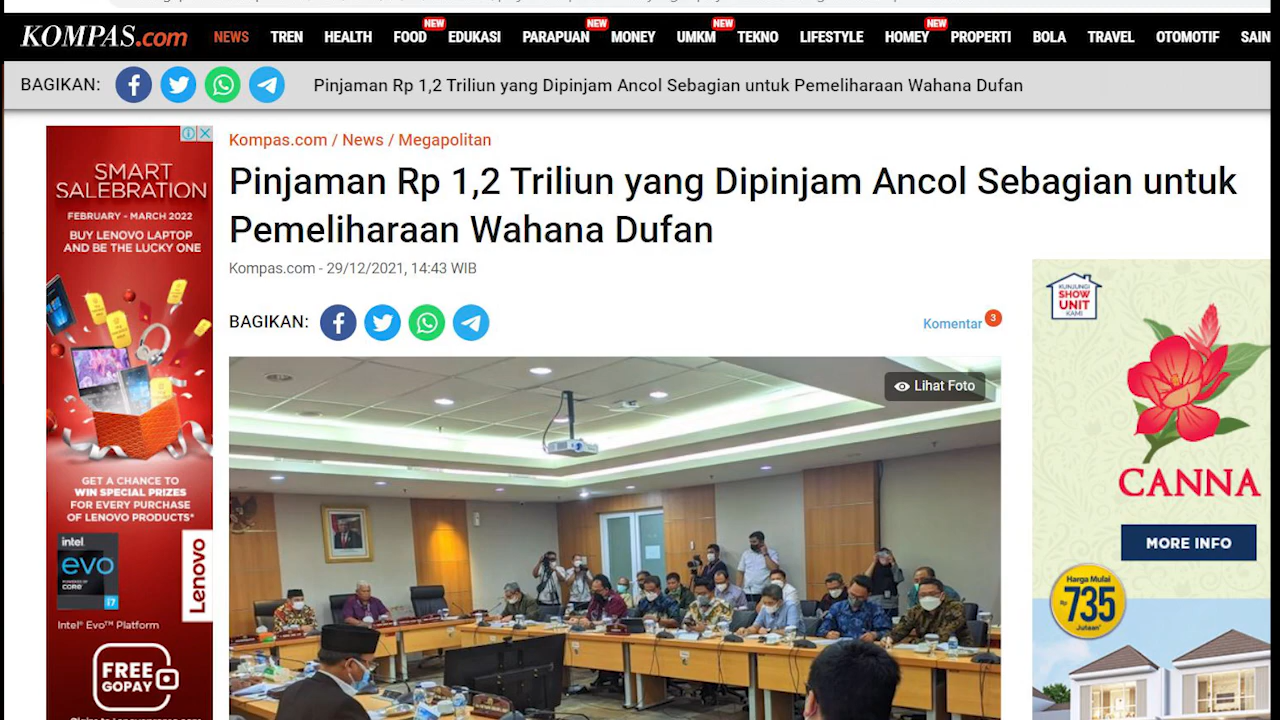 KOMPAS.com NEWS TREN HEALTH FOOD NEW EDUKASI PARAPUAN NEW MONEY UMKM NEW TEKNO LIFESTYLE HOMEY NEW PROPERTI BOLA TRAVEL OTOMOTIF SAIN
BAGIKAN: Pinjaman Rp 1,2 Triliun yang Dipinjam Ancol Sebagian untuk Pemeliharaan Wahana Dufan
Kompas.com / News / Megapolitan
Pinjaman Rp 1,2 Triliun yang Dipinjam Ancol Sebagian untuk
Pemeliharaan Wahana Dufan
Kompas.com - 29/12/2021, 14:43 WIB
BAGIKAN:
Komentar 3
Lihat Foto
SMART
SALEBRATION
FEBRUARY - MARCH 2022
BUY LENOVO LAPTOP
AND BE THE LUCKY ONE
GET A CHANCE TO
WIN SPECIAL PRIZES
FOR EVERY PURCHASE
OF LENOVO PRODUCTS*
intel
evo
POWERED BY
CORE
i7
Lenovo
Intel® Evo™ Platform
FREE
GOPAY
KUNJUNGI
SHOW
UNIT
KAMI
CANNA
MORE INFO
Harga Mulai
Rp 735
Jutaan*